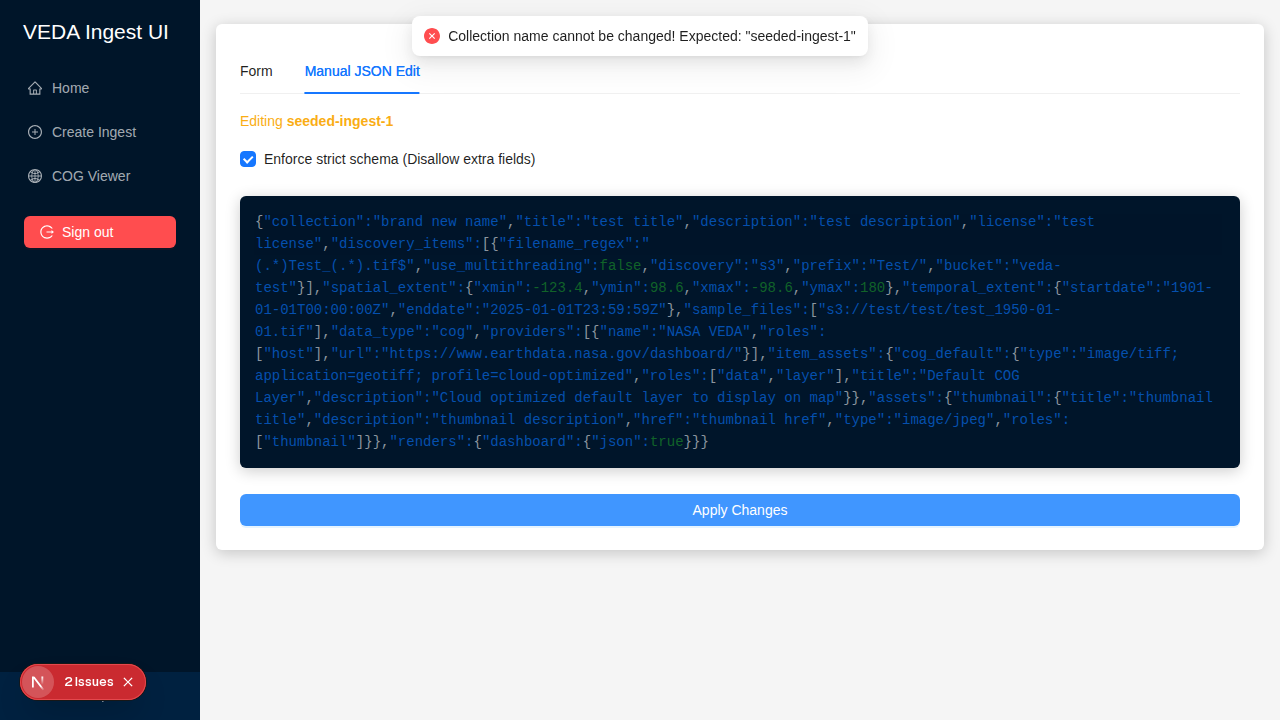 VEDA Ingest UI
Home
Create Ingest
COG Viewer
Sign out
2 Issues
Collection name cannot be changed! Expected: "seeded-ingest-1"
Form
Manual JSON Edit
Editing seeded-ingest-1
Enforce strict schema (Disallow extra fields)
{"collection":"brand new name","title":"test title","description":"test description","license":"test
license","discovery_items":[{"filename_regex":"
(.*)Test_(.*).tif$","use_multithreading":false,"discovery":"s3","prefix":"Test/","bucket":"veda-
test"}],"spatial_extent":{"xmin":-123.4,"ymin":98.6,"xmax":-98.6,"ymax":180},"temporal_extent":{"startdate":"1901-
01-01T00:00:00Z","enddate":"2025-01-01T23:59:59Z"},"sample_files":["s3://test/test/test_1950-01-
01.tif"],"data_type":"cog","providers":[{"name":"NASA VEDA","roles":
["host"],"url":"https://www.earthdata.nasa.gov/dashboard/"}],"item_assets":{"cog_default":{"type":"image/tiff;
application=geotiff; profile=cloud-optimized","roles":["data","layer"],"title":"Default COG
Layer","description":"Cloud optimized default layer to display on map"}},"assets":{"thumbnail":{"title":"thumbnail
title","description":"thumbnail description","href":"thumbnail href","type":"image/jpeg","roles":
["thumbnail"]}},"renders":{"dashboard":{"json":true}}}
Apply Changes